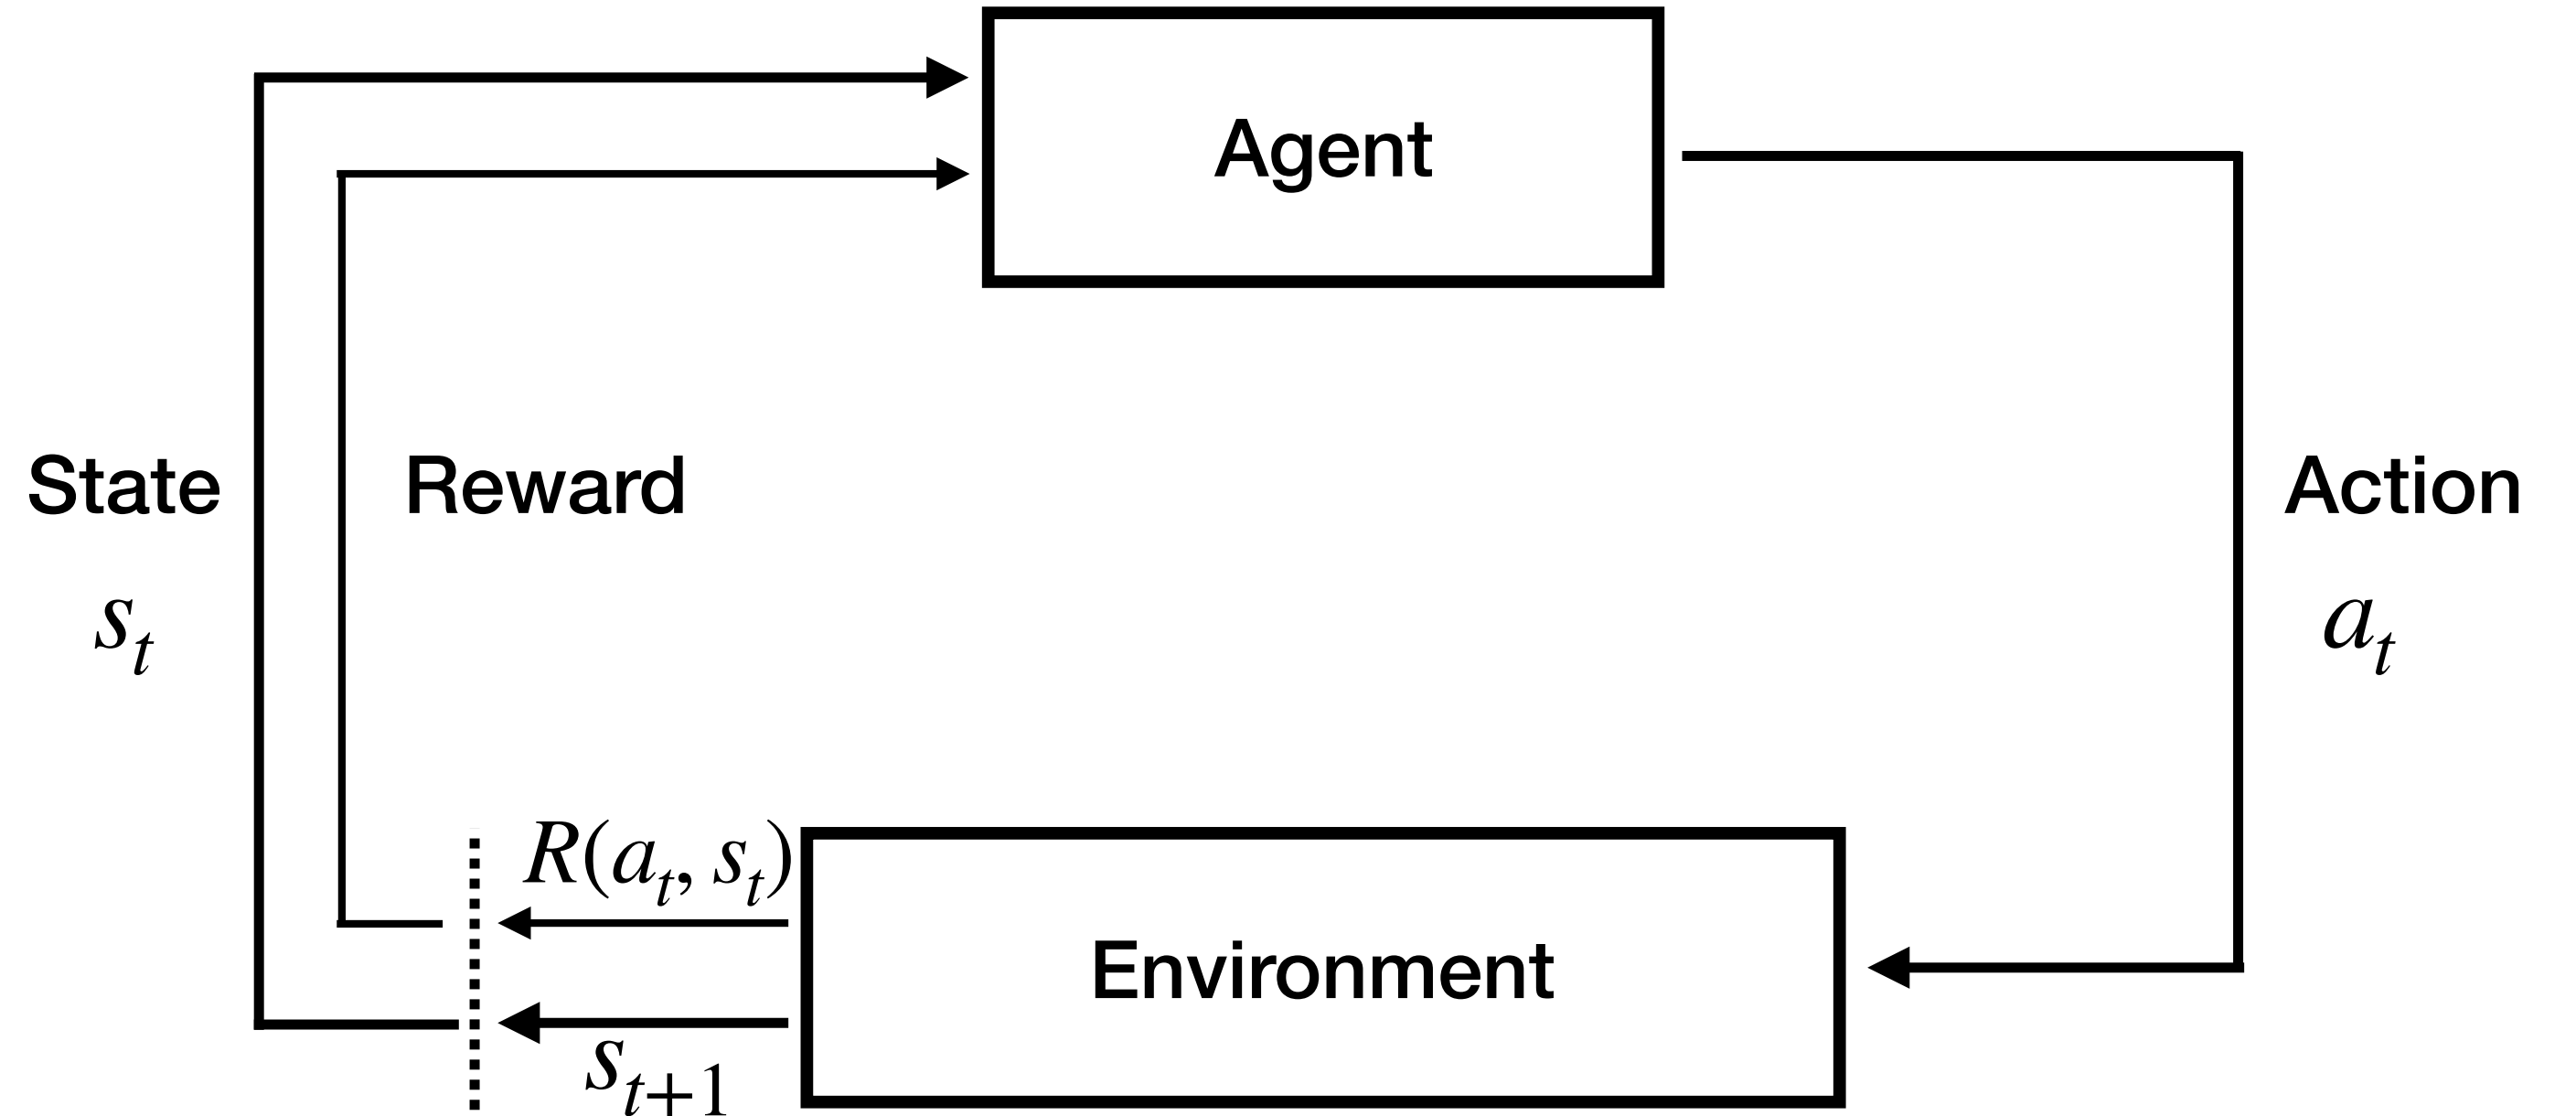 Agent
State
Reward
Action
s_t
a_t
R(a_t, s_t)
Environment
s_{t+1}